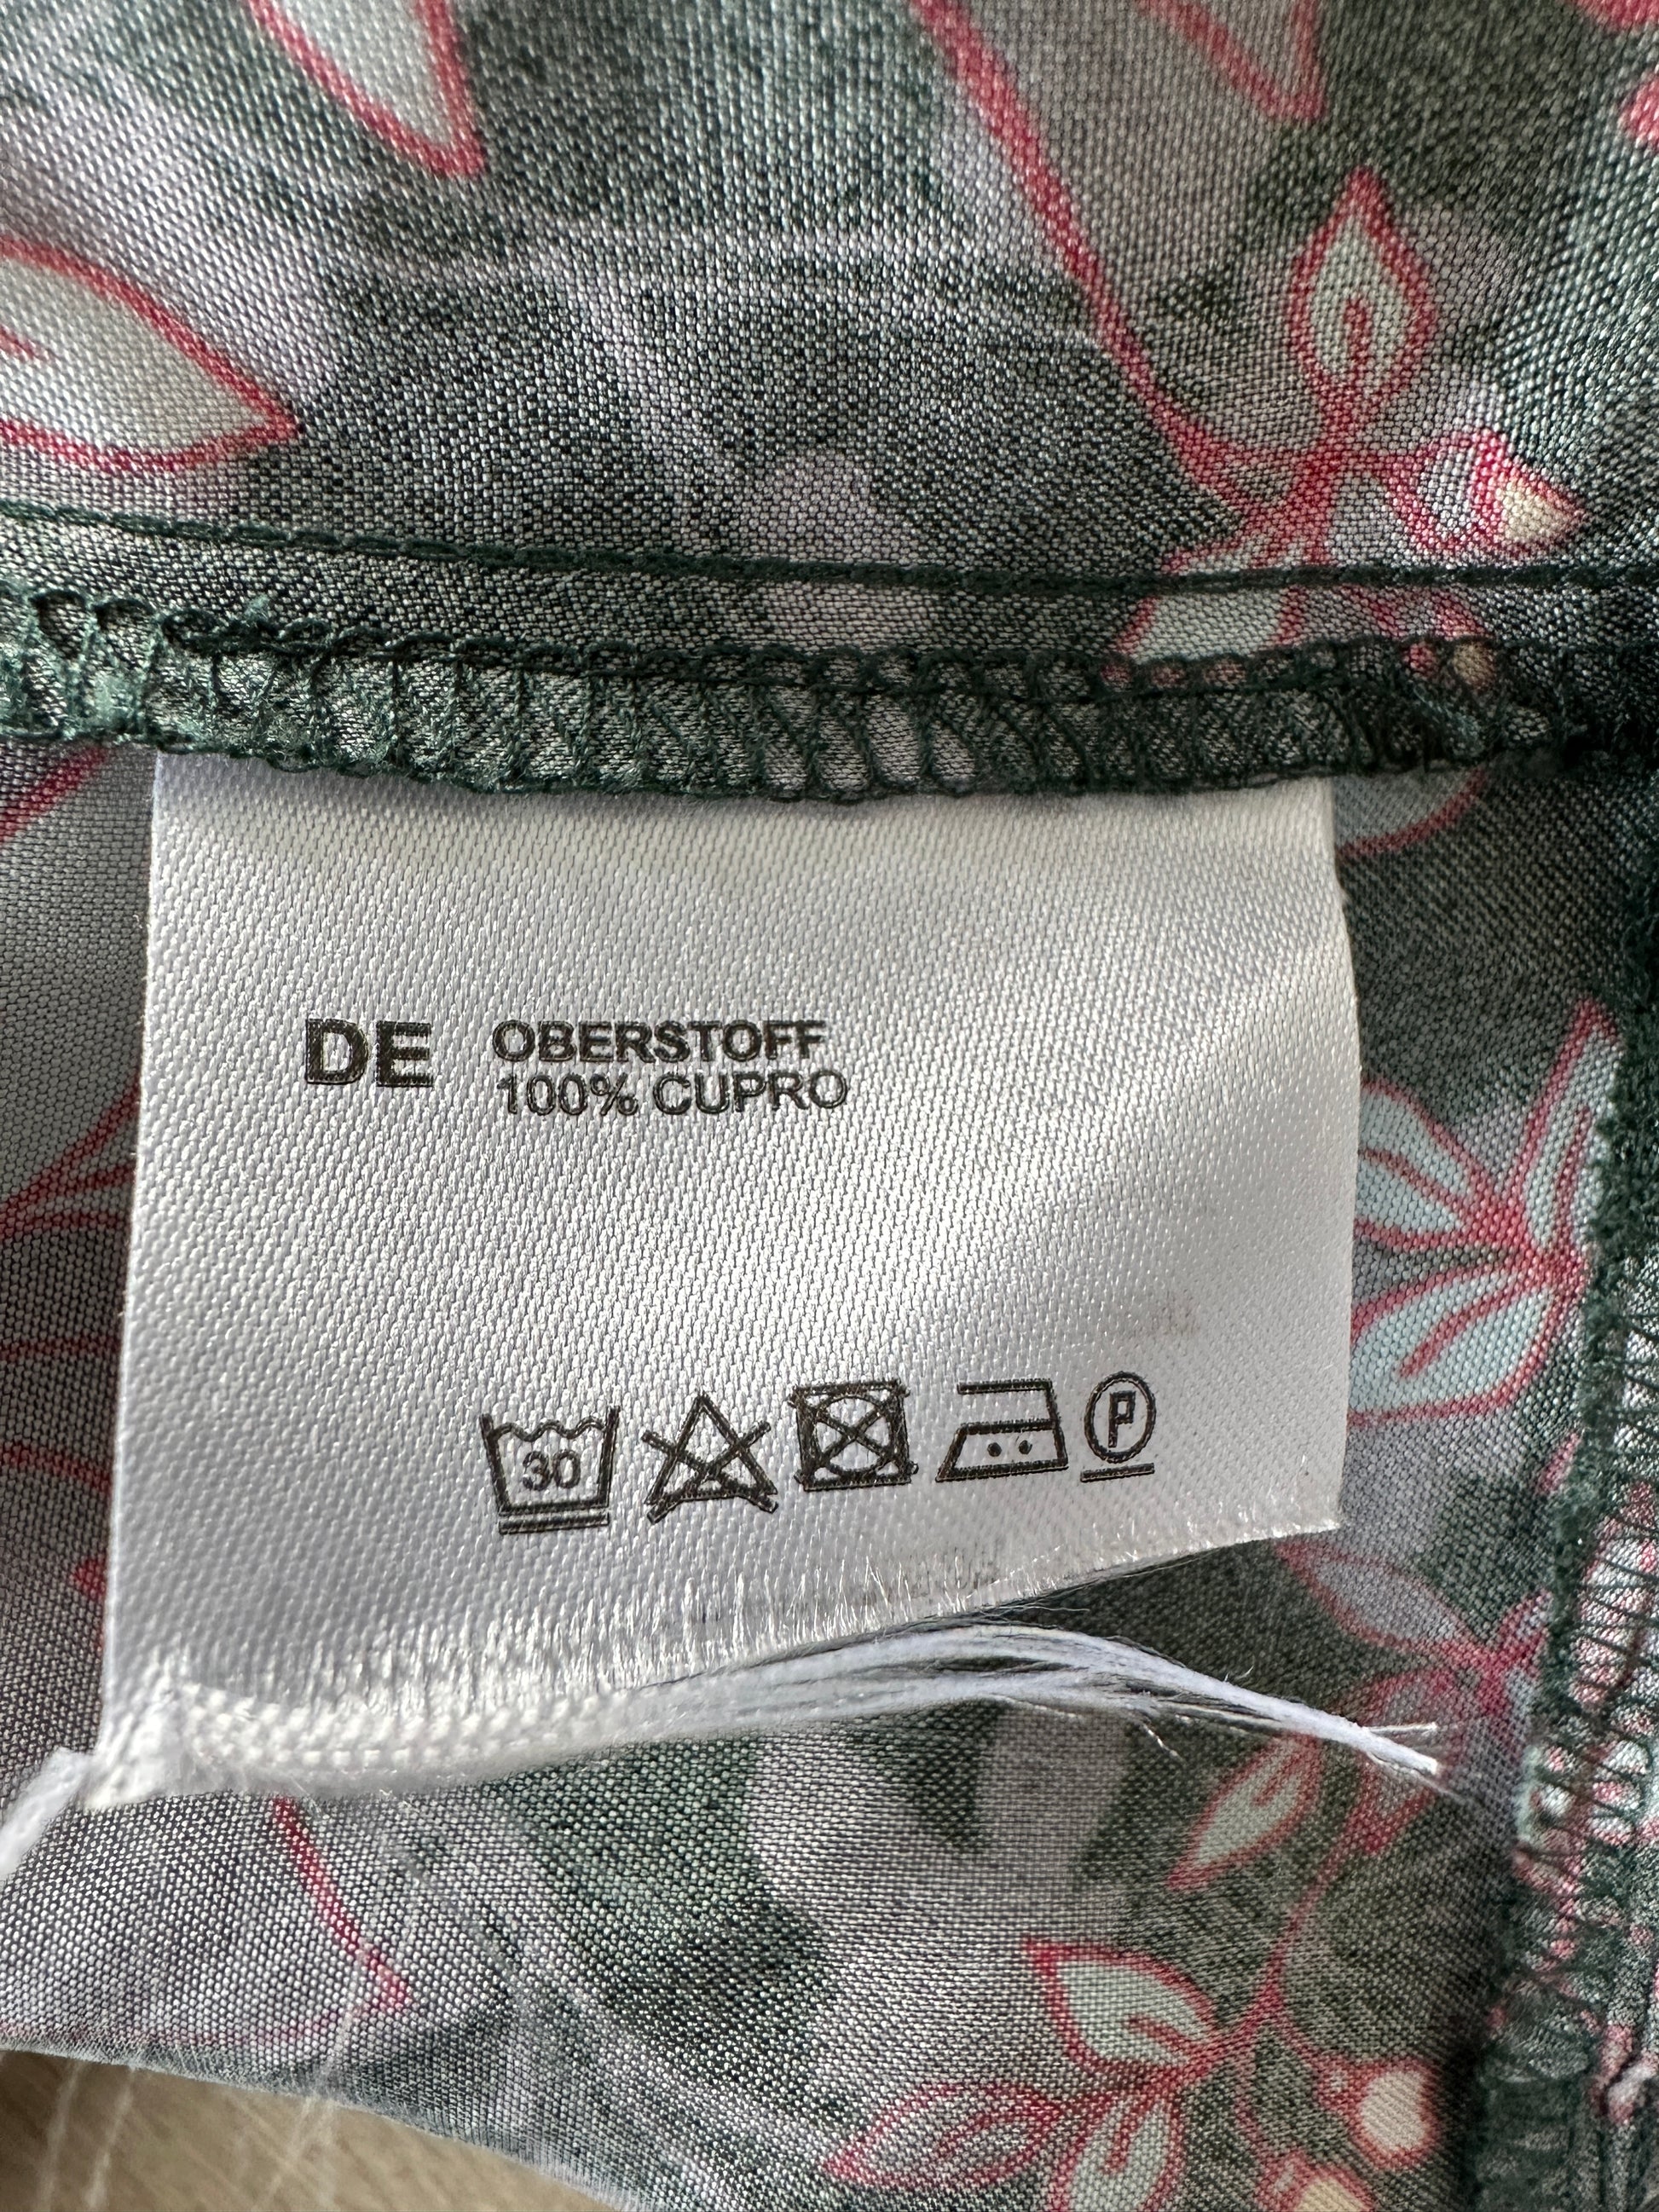 DE OBERSTOFF
100% CUPRO
30 P